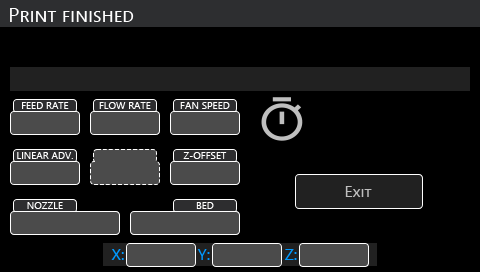 Print finished
FEED RATE FLOW RATE FAN SPEED
LINEAR ADV. Z-OFFSET
Exit
NOZZLE BED
X: Y: Z: